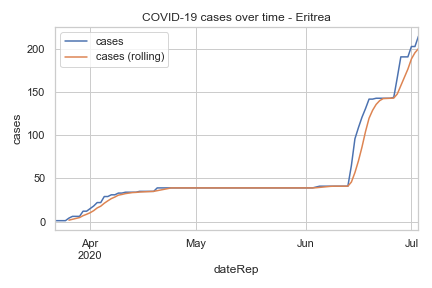 COVID-19 cases over time - Eritrea
cases
cases (rolling)
200
150
100
50
0
cases
Apr
2020
May
Jun
Jul
dateRep